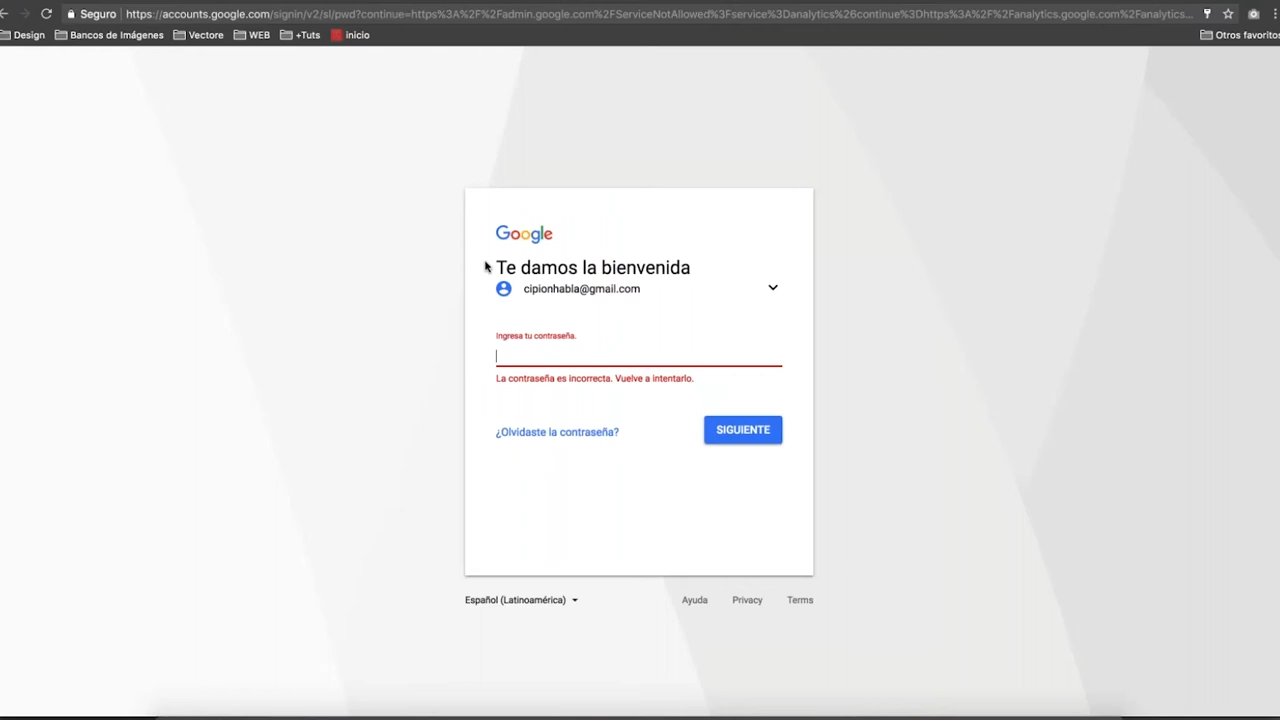 Seguro
https://accounts.google.com/signin/v2/sl/pwd?continue=https%3A%2F%2Fadmin.google.com%2FServiceNotAllowed%3Fservice%3Danalytics%26continue%3Dhttps%3A%2F%2Fanalytics.google.com%2Fanalytics...
Design
Bancos de Imágenes
Vectore
WEB
+Tuts
inicio
Otros favoritos
Google
Te damos la bienvenida
cipionhabla@gmail.com
Ingresa tu contraseña.
La contraseña es incorrecta. Vuelve a intentarlo.
¿Olvidaste la contraseña?
SIGUIENTE
Español (Latinoamérica)
Ayuda
Privacy
Terms